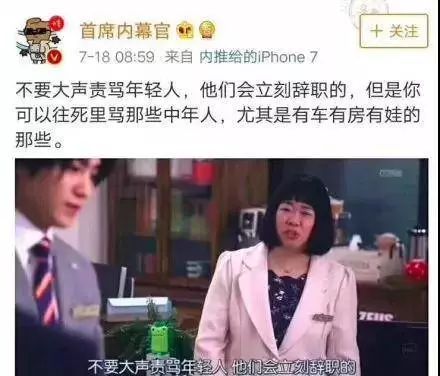 首席内幕官
+ 关注
7-18 08:59 来自 内推给的iPhone 7
不要大声责骂年轻人，他们会立刻辞职的，但是你
可以往死里骂那些中年人，尤其是有车有房有娃的
那些。
ZEUS
不要大声责骂年轻人 他们会立刻辞职的